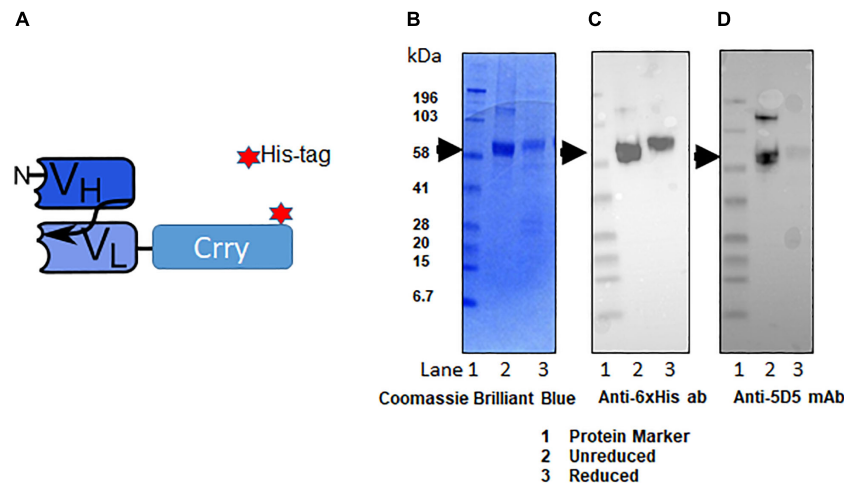 A
N
VH
VL
Crry
His-tag
B
C
D
kDa
196
103
58
41
28
20
15
6.7
Lane 1 2 3
1 2 3
1 2 3
Coomassie Brilliant Blue
Anti-6xHis ab
Anti-5D5 mAb
1 Protein Marker
2 Unreduced
3 Reduced